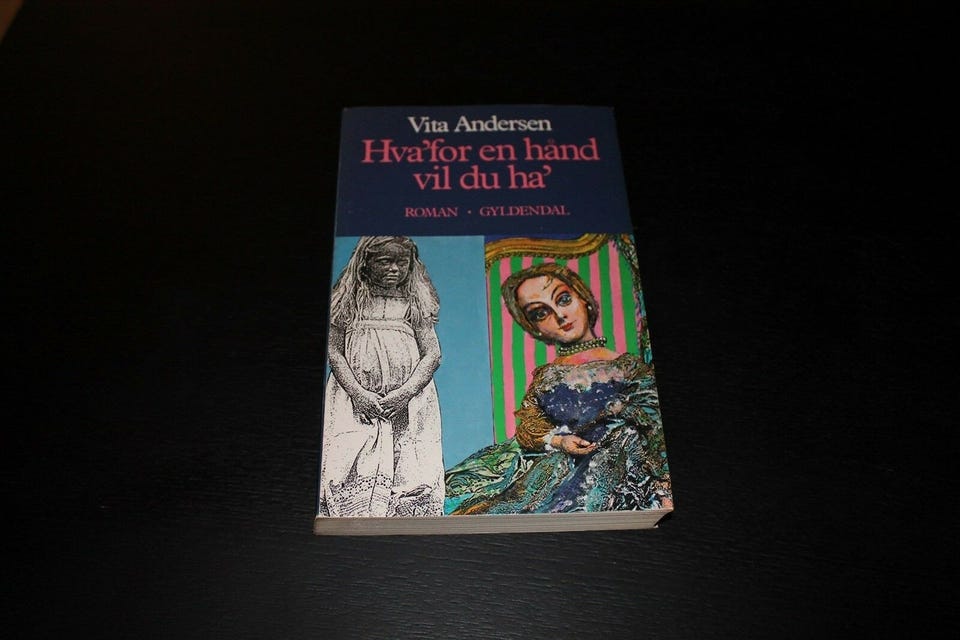 Vita Andersen
Hva'for en hånd
vil du ha'
ROMAN · GYLDENDAL